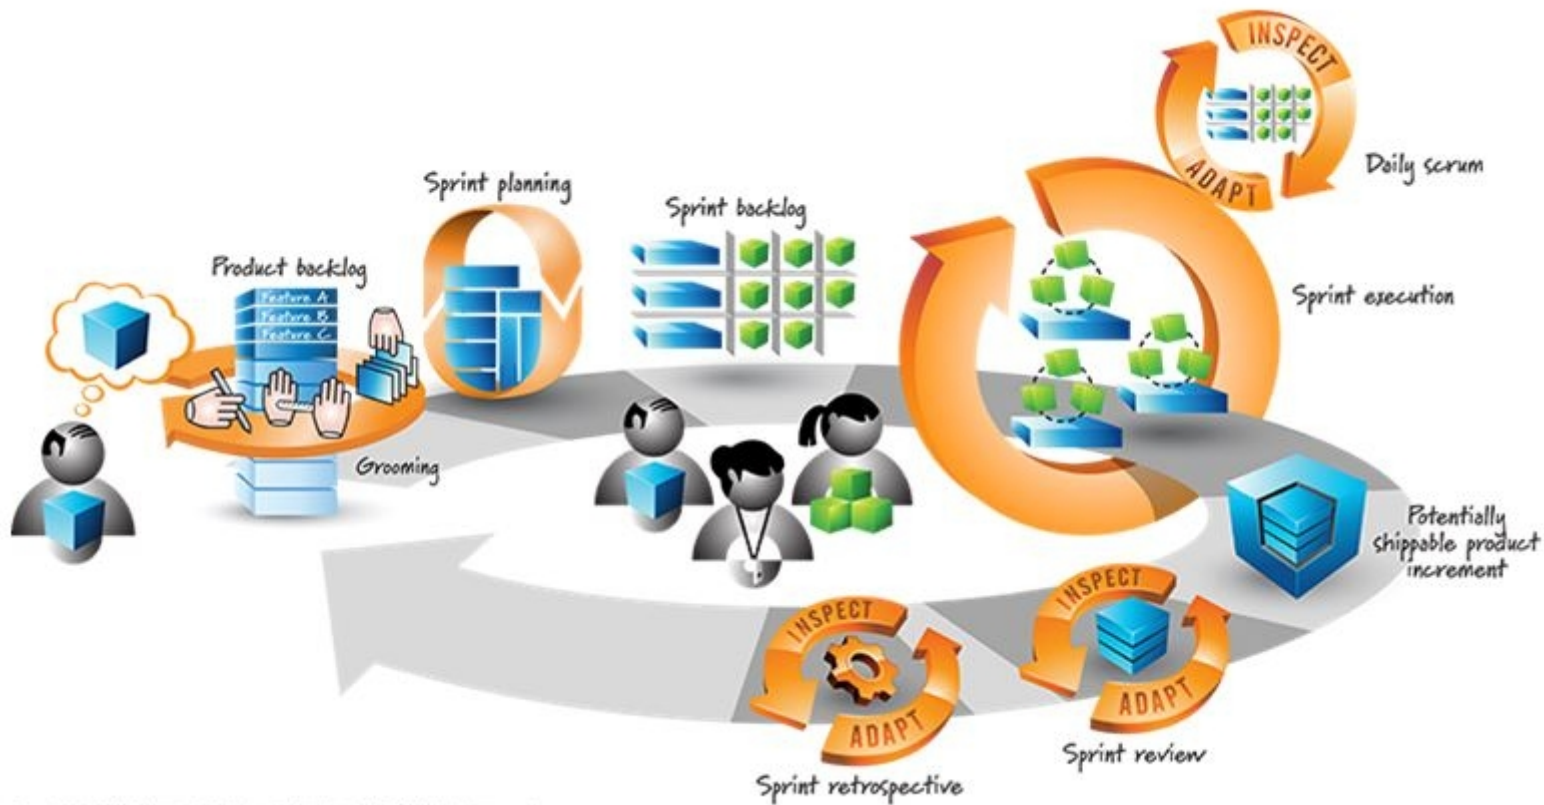 INSPECT
ADAPT
Daily scrum
Sprint planning
Sprint backlog
Product backlog
Feature A
Feature B
Feature C
Sprint execution
Grooming
Potentially
shippable product
increment
INSPECT
ADAPT
Sprint review
INSPECT
ADAPT
Sprint retrospective